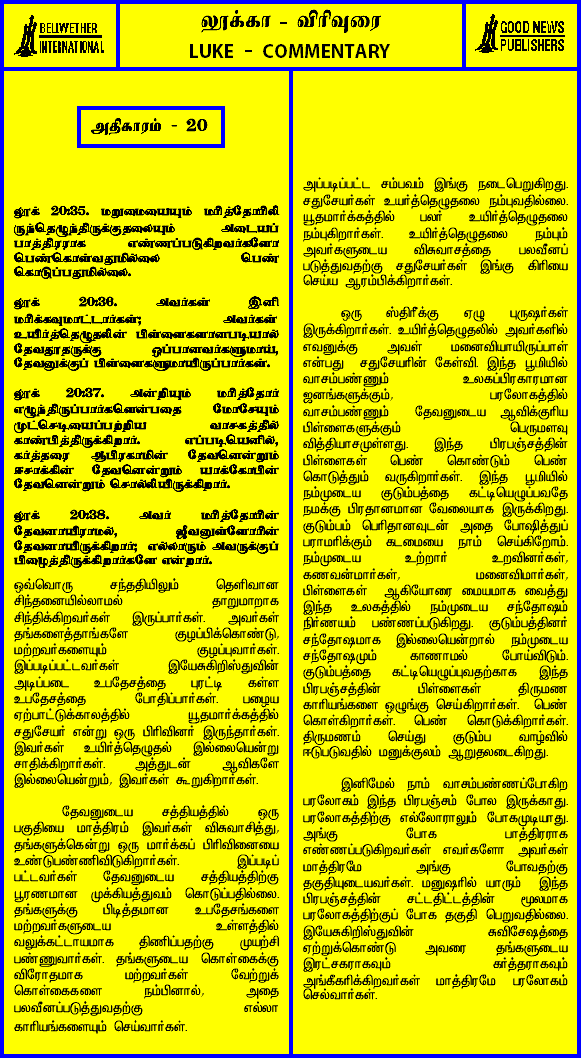 BELWETHER
INTERNATIONAL
லூக்கா - விரிவுரை
LUKE - COMMENTARY
GOOD NEWS
PUBLISHERS
அதிகாரம் - 20
லூக் 20:35. மறுமையையும் மரித்தோரிலி
ருந்தெழுந்திருக்குதலையும் அடையப்
பாத்திரராக எண்ணப்படுகிறவர்களோ
பெண்கொள்வதுமில்லை பெண்
கொடுப்பதுமில்லை.
லூக் 20:36. அவர்கள் இனி
மரிக்கவுமாட்டார்கள்; அவர்கள்
உயிர்த்தெழுதலின் பிள்ளைகளானபடியால்
தேவதூதருக்கு ஒப்பானவர்களுமாய்,
தேவனுக்குப் பிள்ளைகளுமாயிருப்பார்கள்.
லூக் 20:37. அன்றியும் மரித்தோர்
எழுந்திருப்பார்களென்பதை மோசேயும்
முட்செடியைப்பற்றிய வாசகத்தில்
காண்பித்திருக்கிறார். எப்படியெனில்,
கர்த்தரை ஆபிரகாமின் தேவனென்றும்
ஈசாக்கின் தேவனென்றும் யாக்கோபின்
தேவனென்றும் சொல்லியிருக்கிறார்.
லூக் 20:38. அவர் மரித்தோரின்
தேவனாயிராமல், ஜீவனுள்ளோரின்
தேவனாயிருக்கிறார்; எல்லாரும் அவருக்குப்
பிழைத்திருக்கிறார்களே என்றார்.
ஒவ்வொரு சந்ததியிலும் தெளிவான
சிந்தனையில்லாமல் தாறுமாறாக
சிந்திக்கிறவர்கள் இருப்பார்கள். அவர்கள்
தங்களைத்தாங்களே குழப்பிக்கொண்டு,
மற்றவர்களையும் குழப்புவார்கள்.
இப்படிப்பட்டவர்கள் இயேசுகிறிஸ்துவின்
அடிப்படை உபதேசத்தை புரட்டி கள்ள
உபதேசத்தை போதிப்பார்கள். பழைய
ஏற்பாட்டுக்காலத்தில் யூதமார்க்கத்தில்
சதுசேயர் என்று ஒரு பிரிவினர் இருந்தார்கள்.
இவர்கள் உயிர்த்தெழுதல் இல்லையென்று
சாதிக்கிறார்கள். அத்துடன் ஆவிகளே
இல்லையென்றும், இவர்கள் கூறுகிறார்கள்.
தேவனுடைய சத்தியத்தில் ஒரு
பகுதியை மாத்திரம் இவர்கள் விசுவாசித்து,
தங்களுக்கென்று ஒரு மார்க்கப் பிரிவினையை
உண்டுபண்ணிவிடுகிறார்கள். இப்படிப்
பட்டவர்கள் தேவனுடைய சத்தியத்திற்கு
பூரணமான முக்கியத்துவம் கொடுப்பதில்லை.
தங்களுக்கு பிடித்தமான உபதேசங்களை
மற்றவர்களுடைய உள்ளத்தில்
வலுக்கட்டாயமாக திணிப்பதற்கு முயற்சி
பண்ணுவார்கள். தங்களுடைய கொள்கைக்கு
விரோதமாக மற்றவர்கள் வேற்றுக்
கொள்கைகளை நம்பினால், அதை
பலவீனப்படுத்துவதற்கு எல்லா
காரியங்களையும் செய்வார்கள்.
அப்படிப்பட்ட சம்பவம் இங்கு நடைபெறுகிறது.
சதுசேயர்கள் உயிர்த்தெழுதலை நம்புவதில்லை.
யூதமார்க்கத்தில் பலர் உயிர்த்தெழுதலை
நம்புகிறார்கள். உயிர்த்தெழுதலை நம்பும்
அவர்களுடைய விசுவாசத்தை பலவீனப்
படுத்துவதற்கு சதுசேயர்கள் இங்கு கிரியை
செய்ய ஆரம்பிக்கிறார்கள்.
ஒரு ஸ்திரீக்கு ஏழு புருஷர்கள்
இருக்கிறார்கள். உயிர்த்தெழுதலில் அவர்களில்
எவனுக்கு அவள் மனைவியாயிருப்பாள்
என்பது சதுசேயரின் கேள்வி. இந்த பூமியில்
வாசம்பண்ணும் உலகப்பிரகாரமான
ஜனங்களுக்கும், பரலோகத்தில்
வாசம்பண்ணும் தேவனுடைய ஆவிக்குரிய
பிள்ளைகளுக்கும் பெருமளவு
வித்தியாசமுள்ளது. இந்த பிரபஞ்சத்தின்
பிள்ளைகள் பெண் கொண்டும் பெண்
கொடுத்தும் வருகிறார்கள். இந்த பூமியில்
நம்முடைய குடும்பத்தை கட்டியெழுப்புவதே
நமக்கு பிரதானமான வேலையாக இருக்கிறது.
குடும்பம் பெரிதானவுடன் அதை போஷித்துப்
பராமரிக்கும் கடமையை நாம் செய்கிறோம்.
நம்முடைய உற்றார் உறவினர்கள்,
கணவன்மார்கள், மனைவிமார்கள்,
பிள்ளைகள் ஆகியோரை மையமாக வைத்து
இந்த உலகத்தில் நம்முடைய சந்தோஷம்
நிர்ணயம் பண்ணப்படுகிறது. குடும்பத்தினர்
சந்தோஷமாக இல்லையென்றால் நம்முடைய
சந்தோஷமும் காணாமல் போய்விடும்.
குடும்பத்தை கட்டியெழுப்புவதற்காக இந்த
பிரபஞ்சத்தின் பிள்ளைகள் திருமண
காரியங்களை ஒழுங்கு செய்கிறார்கள். பெண்
கொள்கிறார்கள். பெண் கொடுக்கிறார்கள்.
திருமணம் செய்து குடும்ப வாழ்வில்
ஈடுபடுவதில் மனுக்குலம் ஆறுதலடைகிறது.
இனிமேல் நாம் வாசம்பண்ணப்போகிற
பரலோகம் இந்த பிரபஞ்சம் போல இருக்காது.
பரலோகத்திற்கு எல்லோராலும் போகமுடியாது.
அங்கு போக பாத்திரராக
எண்ணப்படுகிறவர்கள் எவர்களோ அவர்கள்
மாத்திரமே அங்கு போவதற்கு
தகுதியுடையவர்கள். மனுஷரில் யாரும் இந்த
பிரபஞ்சத்தின் சட்டதிட்டத்தின் மூலமாக
பரலோகத்திற்குப் போக தகுதி பெறுவதில்லை.
இயேசுகிறிஸ்துவின் சுவிசேஷத்தை
ஏற்றுக்கொண்டு அவரை தங்களுடைய
இரட்சகராகவும் கர்த்தராகவும்
அங்கீகரிக்கிறவர்கள் மாத்திரமே பரலோகம்
செல்வார்கள்.